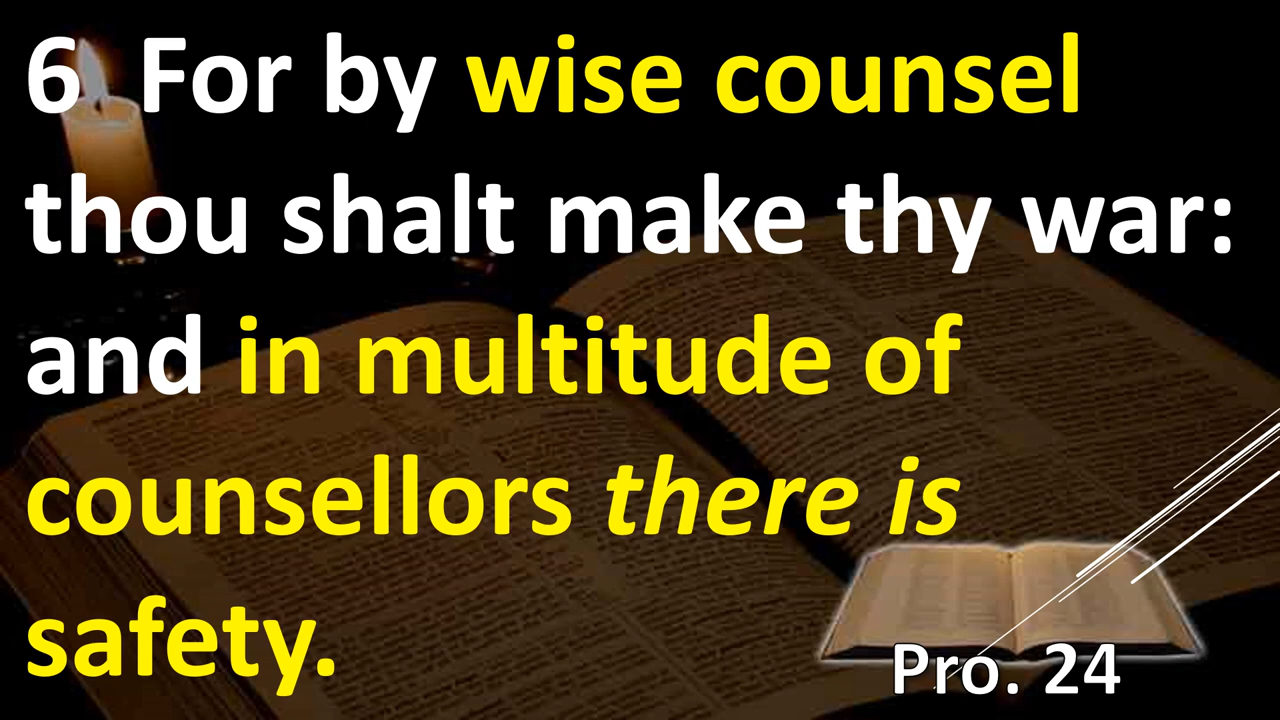 6 For by wise counsel
thou shalt make thy war:
and in multitude of
counsellors there is
safety.
Pro. 24